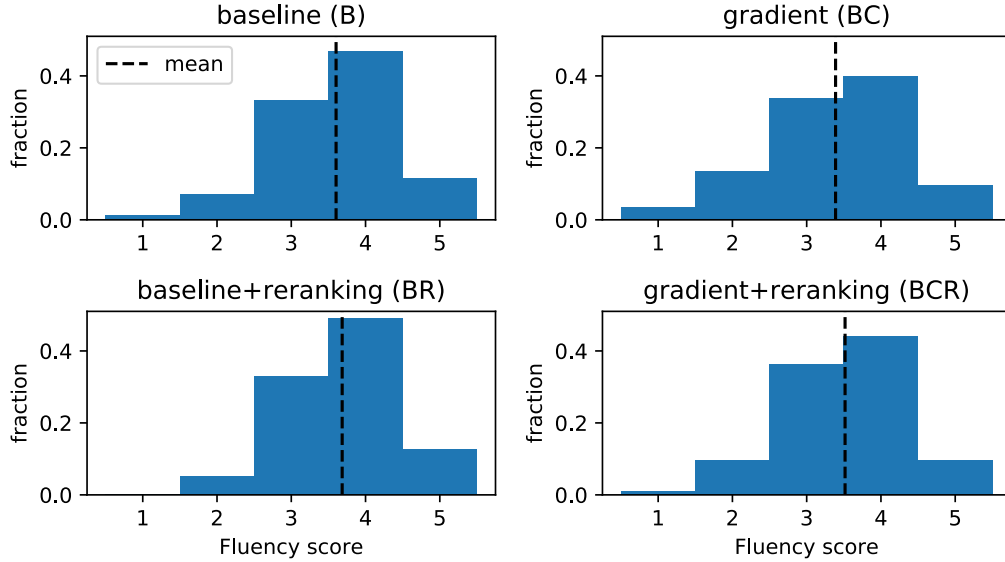 baseline (B)
mean
fraction
0.4
0.2
0.0
1 2 3 4 5
gradient (BC)
fraction
0.4
0.2
0.0
1 2 3 4 5
baseline+reranking (BR)
fraction
0.4
0.2
0.0
1 2 3 4 5
Fluency score
gradient+reranking (BCR)
fraction
0.4
0.2
0.0
1 2 3 4 5
Fluency score